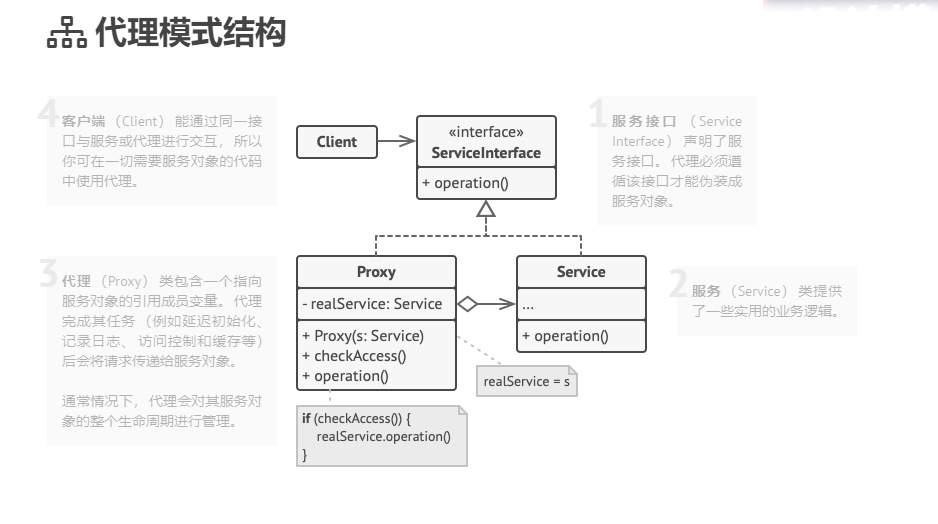 代理模式结构
4
客户端 （Client） 能通过同一接
口与服务或代理进行交互， 所以
你可在一切需要服务对象的代码
中使用代理。
Client
«interface»
ServiceInterface
+ operation()
1
服务接口 （Service
Interface） 声明了服
务接口。 代理必须遵
循该接口才能伪装成
服务对象。
3
代理 （Proxy） 类包含一个指向
服务对象的引用成员变量。 代理
完成其任务 （例如延迟初始化、
记录日志、 访问控制和缓存等）
后会将请求传递给服务对象。
通常情况下， 代理会对其服务对
象的整个生命周期进行管理。
Proxy
- realService: Service
+ Proxy(s: Service)
+ checkAccess()
+ operation()
Service
...
+ operation()
2
服务 （Service） 类提供
了一些实用的业务逻辑。
realService = s
if (checkAccess()) {
realService.operation()
}